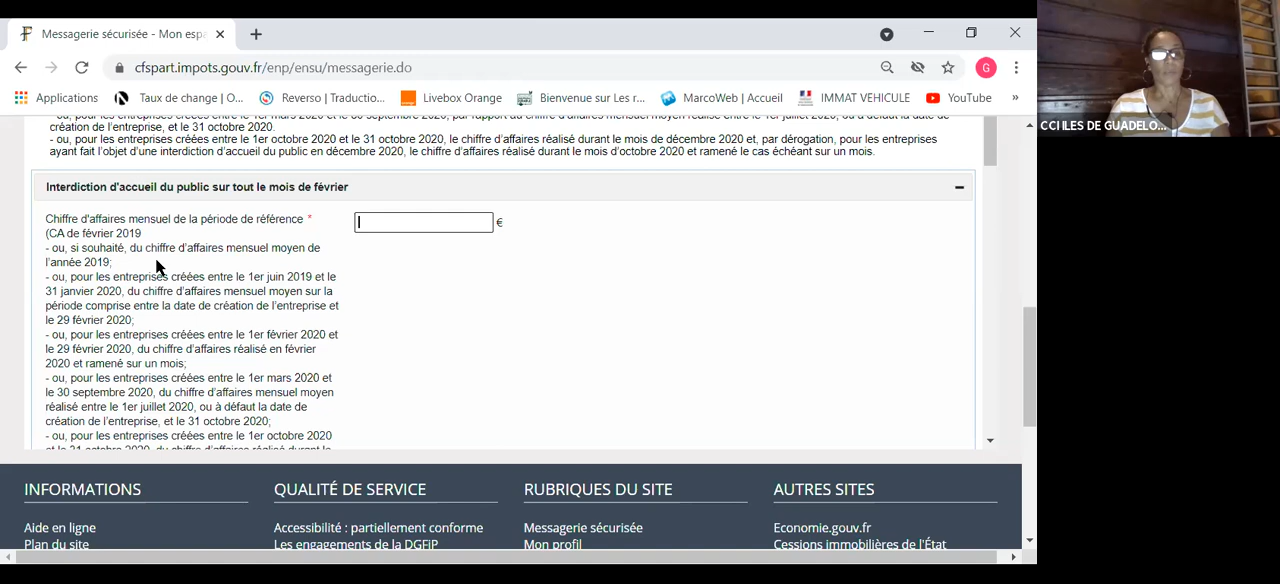 Messagerie sécurisée - Mon espa
cfspart.impots.gouv.fr/enp/ensu/messagerie.do
G
Applications
Taux de change | O...
Reverso | Traductio...
Livebox Orange
Bienvenue sur Les r...
MarcoWeb | Accueil
IMMAT VEHICULE
YouTube
»
CCI ILES DE GUADELO...
création de l'entreprise, et le 31 octobre 2020.
- ou, pour les entreprises créées entre le 1er octobre 2020 et le 31 octobre 2020, le chiffre d'affaires réalisé durant le mois de décembre 2020 et, par dérogation, pour les entreprises
ayant fait l'objet d'une interdiction d'accueil du public en décembre 2020, le chiffre d'affaires réalisé durant le mois d'octobre 2020 et ramené le cas échéant sur un mois.
Interdiction d'accueil du public sur tout le mois de février
Chiffre d'affaires mensuel de la période de référence *
€
(CA de février 2019
- ou, si souhaité, du chiffre d'affaires mensuel moyen de
l'année 2019;
- ou, pour les entreprises créées entre le 1er juin 2019 et le
31 janvier 2020, du chiffre d'affaires mensuel moyen sur la
période comprise entre la date de création de l'entreprise et
le 29 février 2020;
- ou, pour les entreprises créées entre le 1er février 2020 et
le 29 février 2020, du chiffre d'affaires réalisé en février
2020 et ramené sur un mois;
- ou, pour les entreprises créées entre le 1er mars 2020 et
le 30 septembre 2020, du chiffre d'affaires mensuel moyen
réalisé entre le 1er juillet 2020, ou à défaut la date de
création de l'entreprise, et le 31 octobre 2020;
- ou, pour les entreprises créées entre le 1er octobre 2020
INFORMATIONS
Aide en ligne
Plan du site
QUALITÉ DE SERVICE
Accessibilité : partiellement conforme
Les engagements de la DGFiP
RUBRIQUES DU SITE
Messagerie sécurisée
Mon profil
AUTRES SITES
Economie.gouv.fr
Cessions immobilières de l'État